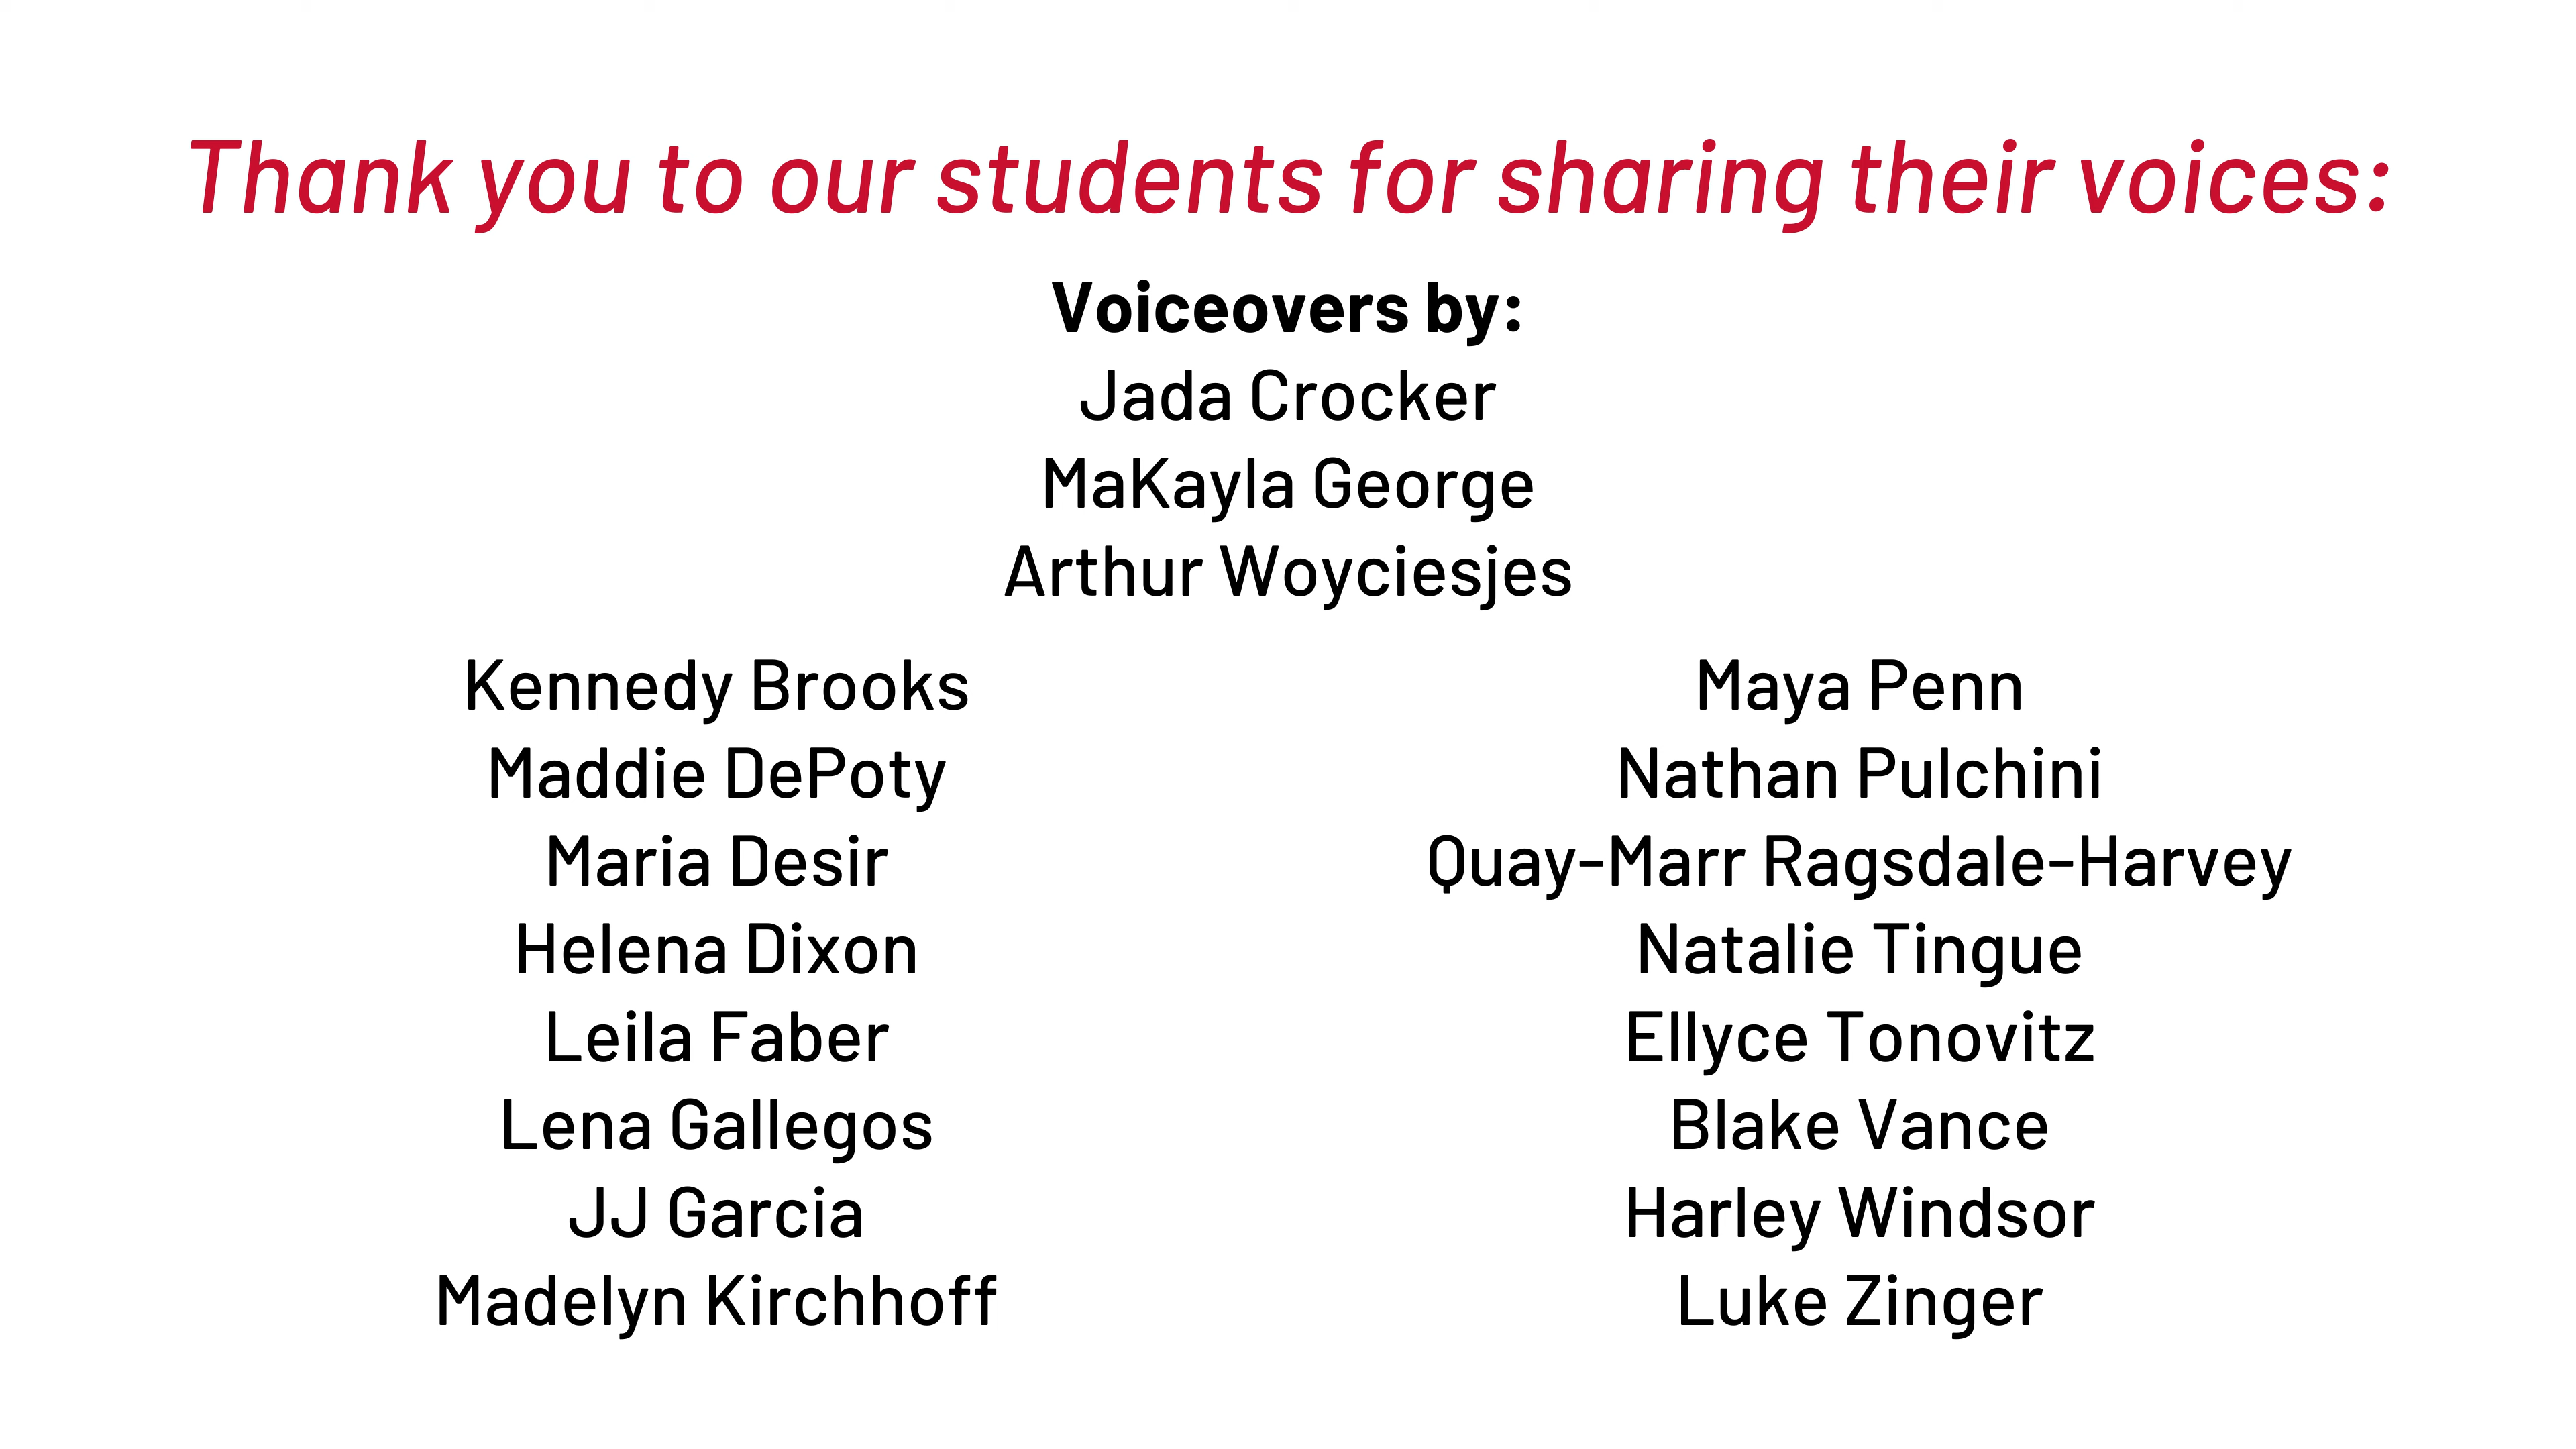 Thank you to our students for sharing their voices:
Voiceovers by:
Jada Crocker
MaKayla George
Arthur Woyciesjes
Kennedy Brooks
Maddie DePoty
Maria Desir
Helena Dixon
Leila Faber
Lena Gallegos
JJ Garcia
Madelyn Kirchhoff
Maya Penn
Nathan Pulchini
Quay-Marr Ragsdale-Harvey
Natalie Tingue
Ellyce Tonovitz
Blake Vance
Harley Windsor
Luke Zinger